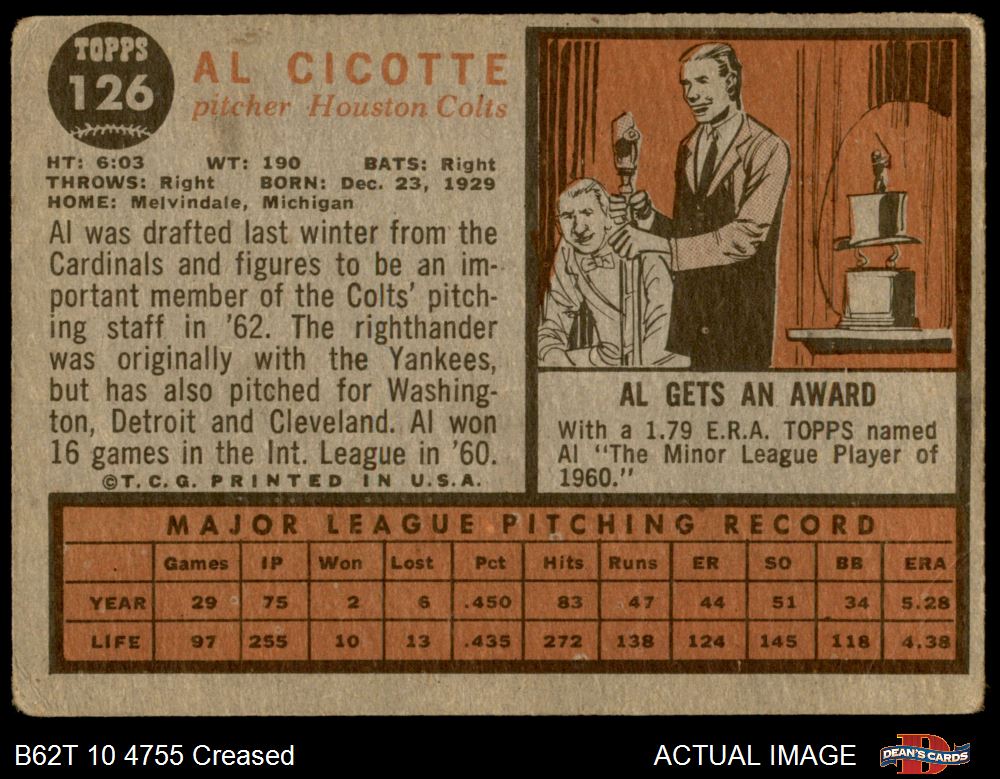 TOPPS
126
AL CICOTTE
pitcher Houston Colts
HT: 6:03 WT: 190 BATS: Right
THROWS: Right BORN: Dec. 23, 1929
HOME: Melvindale, Michigan
Al was drafted last winter from the
Cardinals and figures to be an im-
portant member of the Colts' pitch-
ing staff in '62. The righthander
was originally with the Yankees,
but has also pitched for Washing-
ton, Detroit and Cleveland. Al won
16 games in the Int. League in '60.
©T.C.G. PRINTED IN U.S.A.
AL GETS AN AWARD
With a 1.79 E.R.A. TOPPS named
Al "The Minor League Player of
1960."
MAJOR LEAGUE PITCHING RECORD
Games IP Won Lost Pct Hits Runs ER SO BB ERA
YEAR 29 75 2 6 .450 83 47 44 51 34 5.28
LIFE 97 255 10 13 .435 272 138 124 145 118 4.38
B62T 10 4755 Creased
ACTUAL IMAGE
DEAN'S CARDS